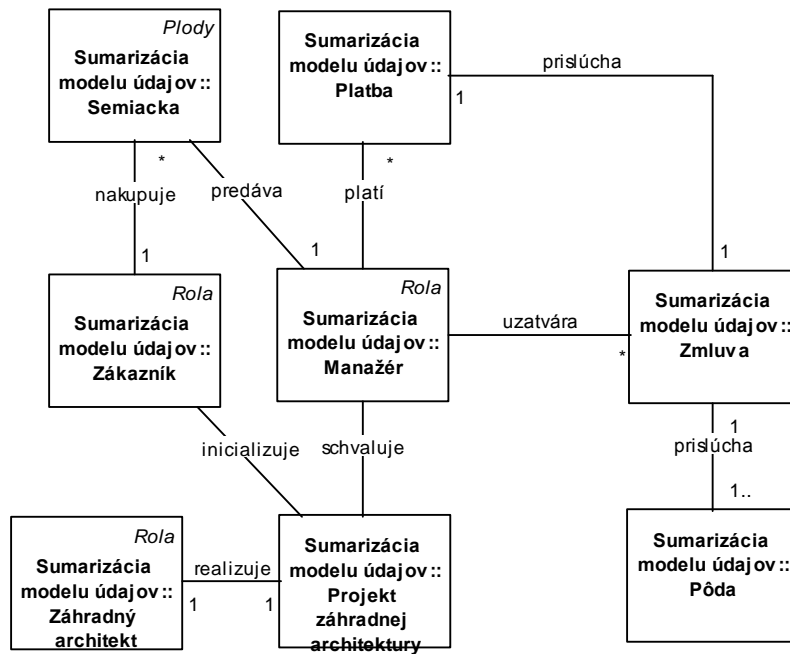 Plody
Sumarizácia
modelu údajov ::
Semiacka
Sumarizácia
modelu údajov ::
Platba
prislúcha
1
*
*
nakupuje
predáva
platí
1
1
1
Rola
Sumarizácia
modelu údajov ::
Zákazník
Rola
Sumarizácia
modelu údajov ::
Manažér
uzatvára
*
Sumarizácia
modelu údajov ::
Zmluva
inicializuje
schvaluje
1
prislúcha
1..
Rola
Sumarizácia
modelu údajov ::
Záhradný
architekt
realizuje
1
1
Sumarizácia
modelu údajov ::
Projekt
záhradnej
architektury
Sumarizácia
modelu údajov ::
Pôda